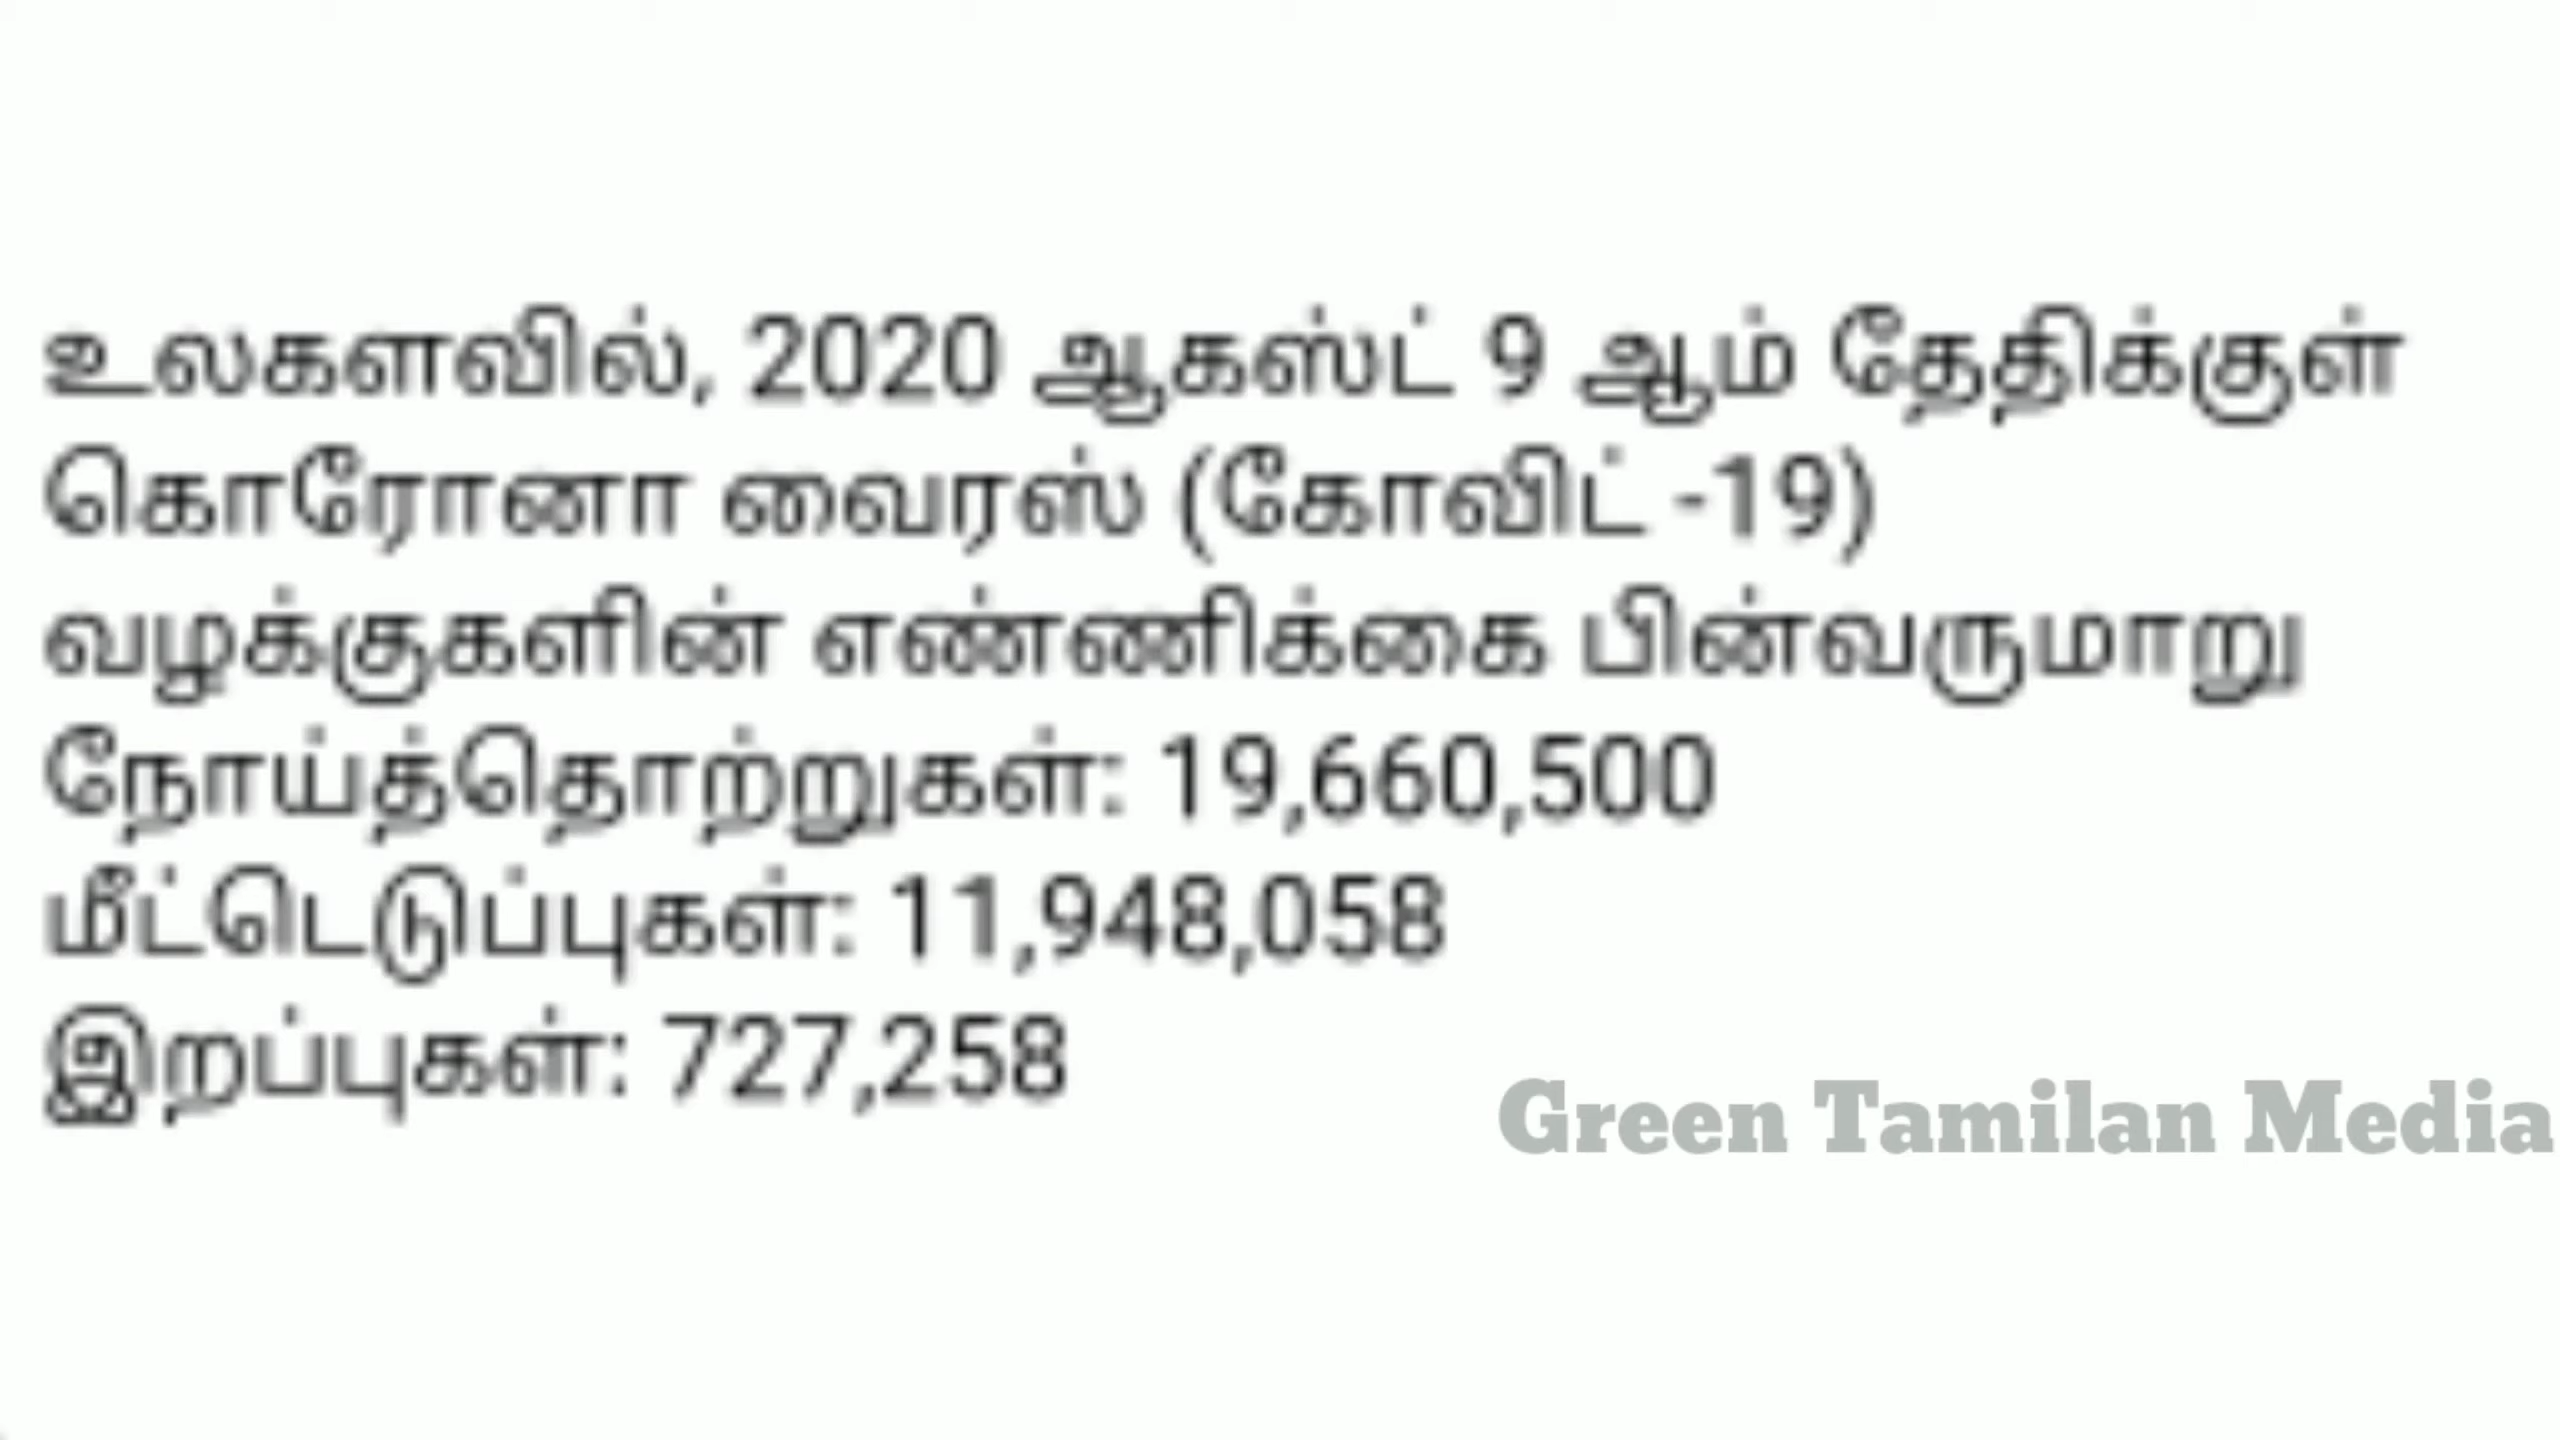 உலகளவில், 2020 ஆகஸ்ட் 9 ஆம் தேதிக்குள்
கொரோனா வைரஸ் (கோவிட் -19)
வழக்குகளின் எண்ணிக்கை பின்வருமாறு
நோய்த்தொற்றுகள்: 19,660,500
மீட்டெடுப்புகள்: 11,948,058
இறப்புகள்: 727,258
Green Tamilan Media